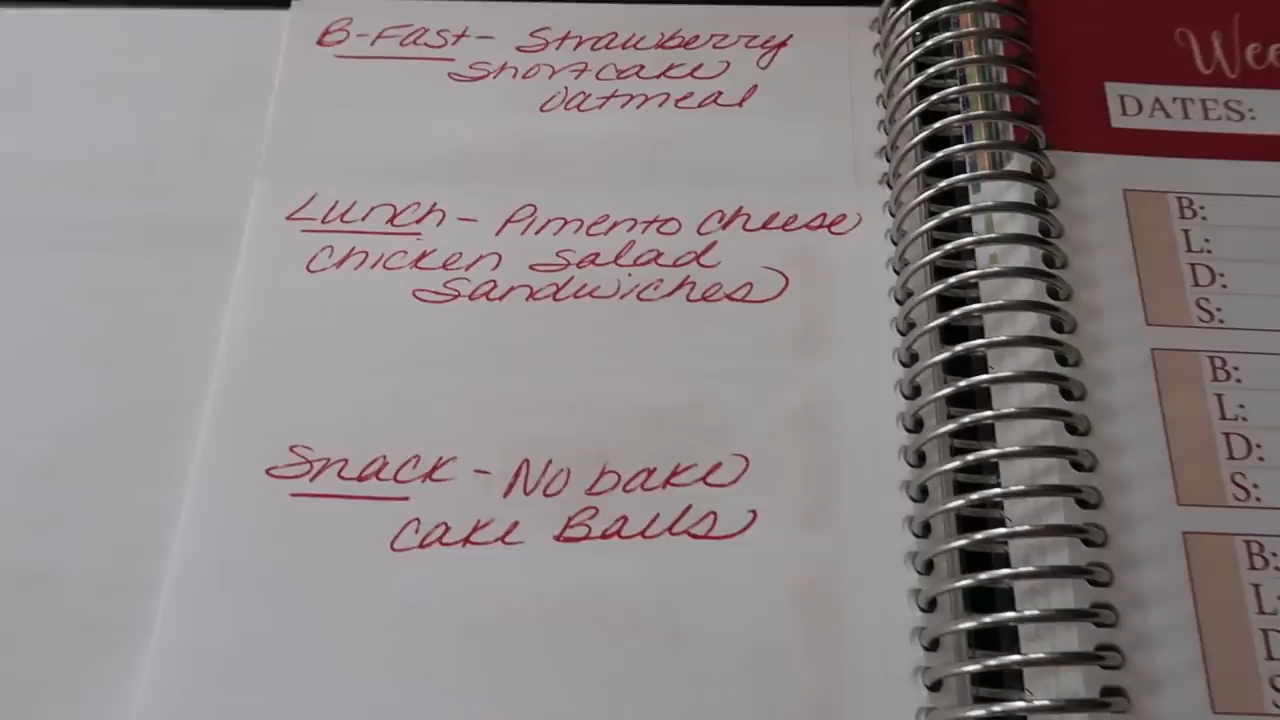 B-Fast- Strawberry
Shortcake
Oatmeal
Lunch - Pimento Cheese
Chicken Salad
Sandwiches
Snack - No bake
Cake Balls
DATES:
B:
L:
D:
S:
B:
L:
D:
S:
B:
L: